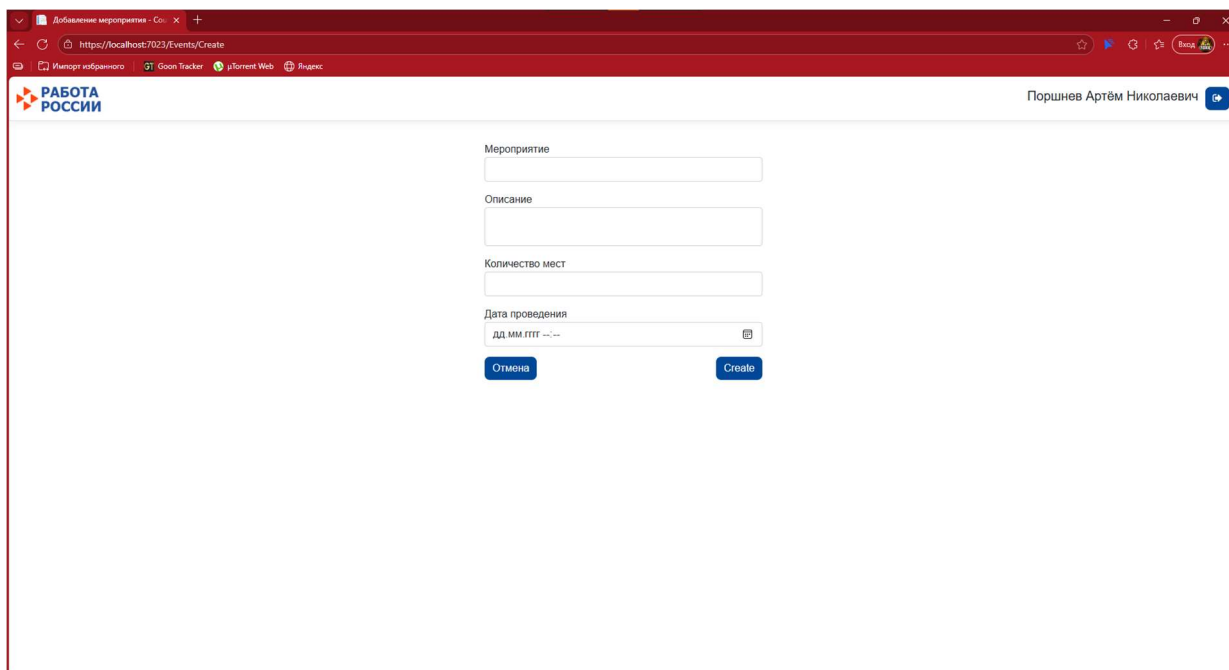 Добавление мероприятия - Cou
https://localhost:7023/Events/Create
Вход
Импорт избранного GT Goon Tracker µTorrent Web Яндекс
РАБОТА
РОССИИ
Поршнев Артём Николаевич
Мероприятие
Описание
Количество мест
Дата проведения
дд.мм.гггг --:--
Отмена Create